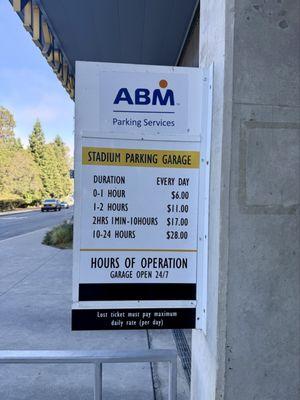 ABM™
Parking Services
STADIUM PARKING GARAGE
DURATION EVERY DAY
0-1 HOUR $6.00
1-2 HOURS $11.00
2HRS 1MIN-10HOURS $17.00
10-24 HOURS $28.00
HOURS OF OPERATION
GARAGE OPEN 24/7
Lost ticket must pay maximum
daily rate (per day)